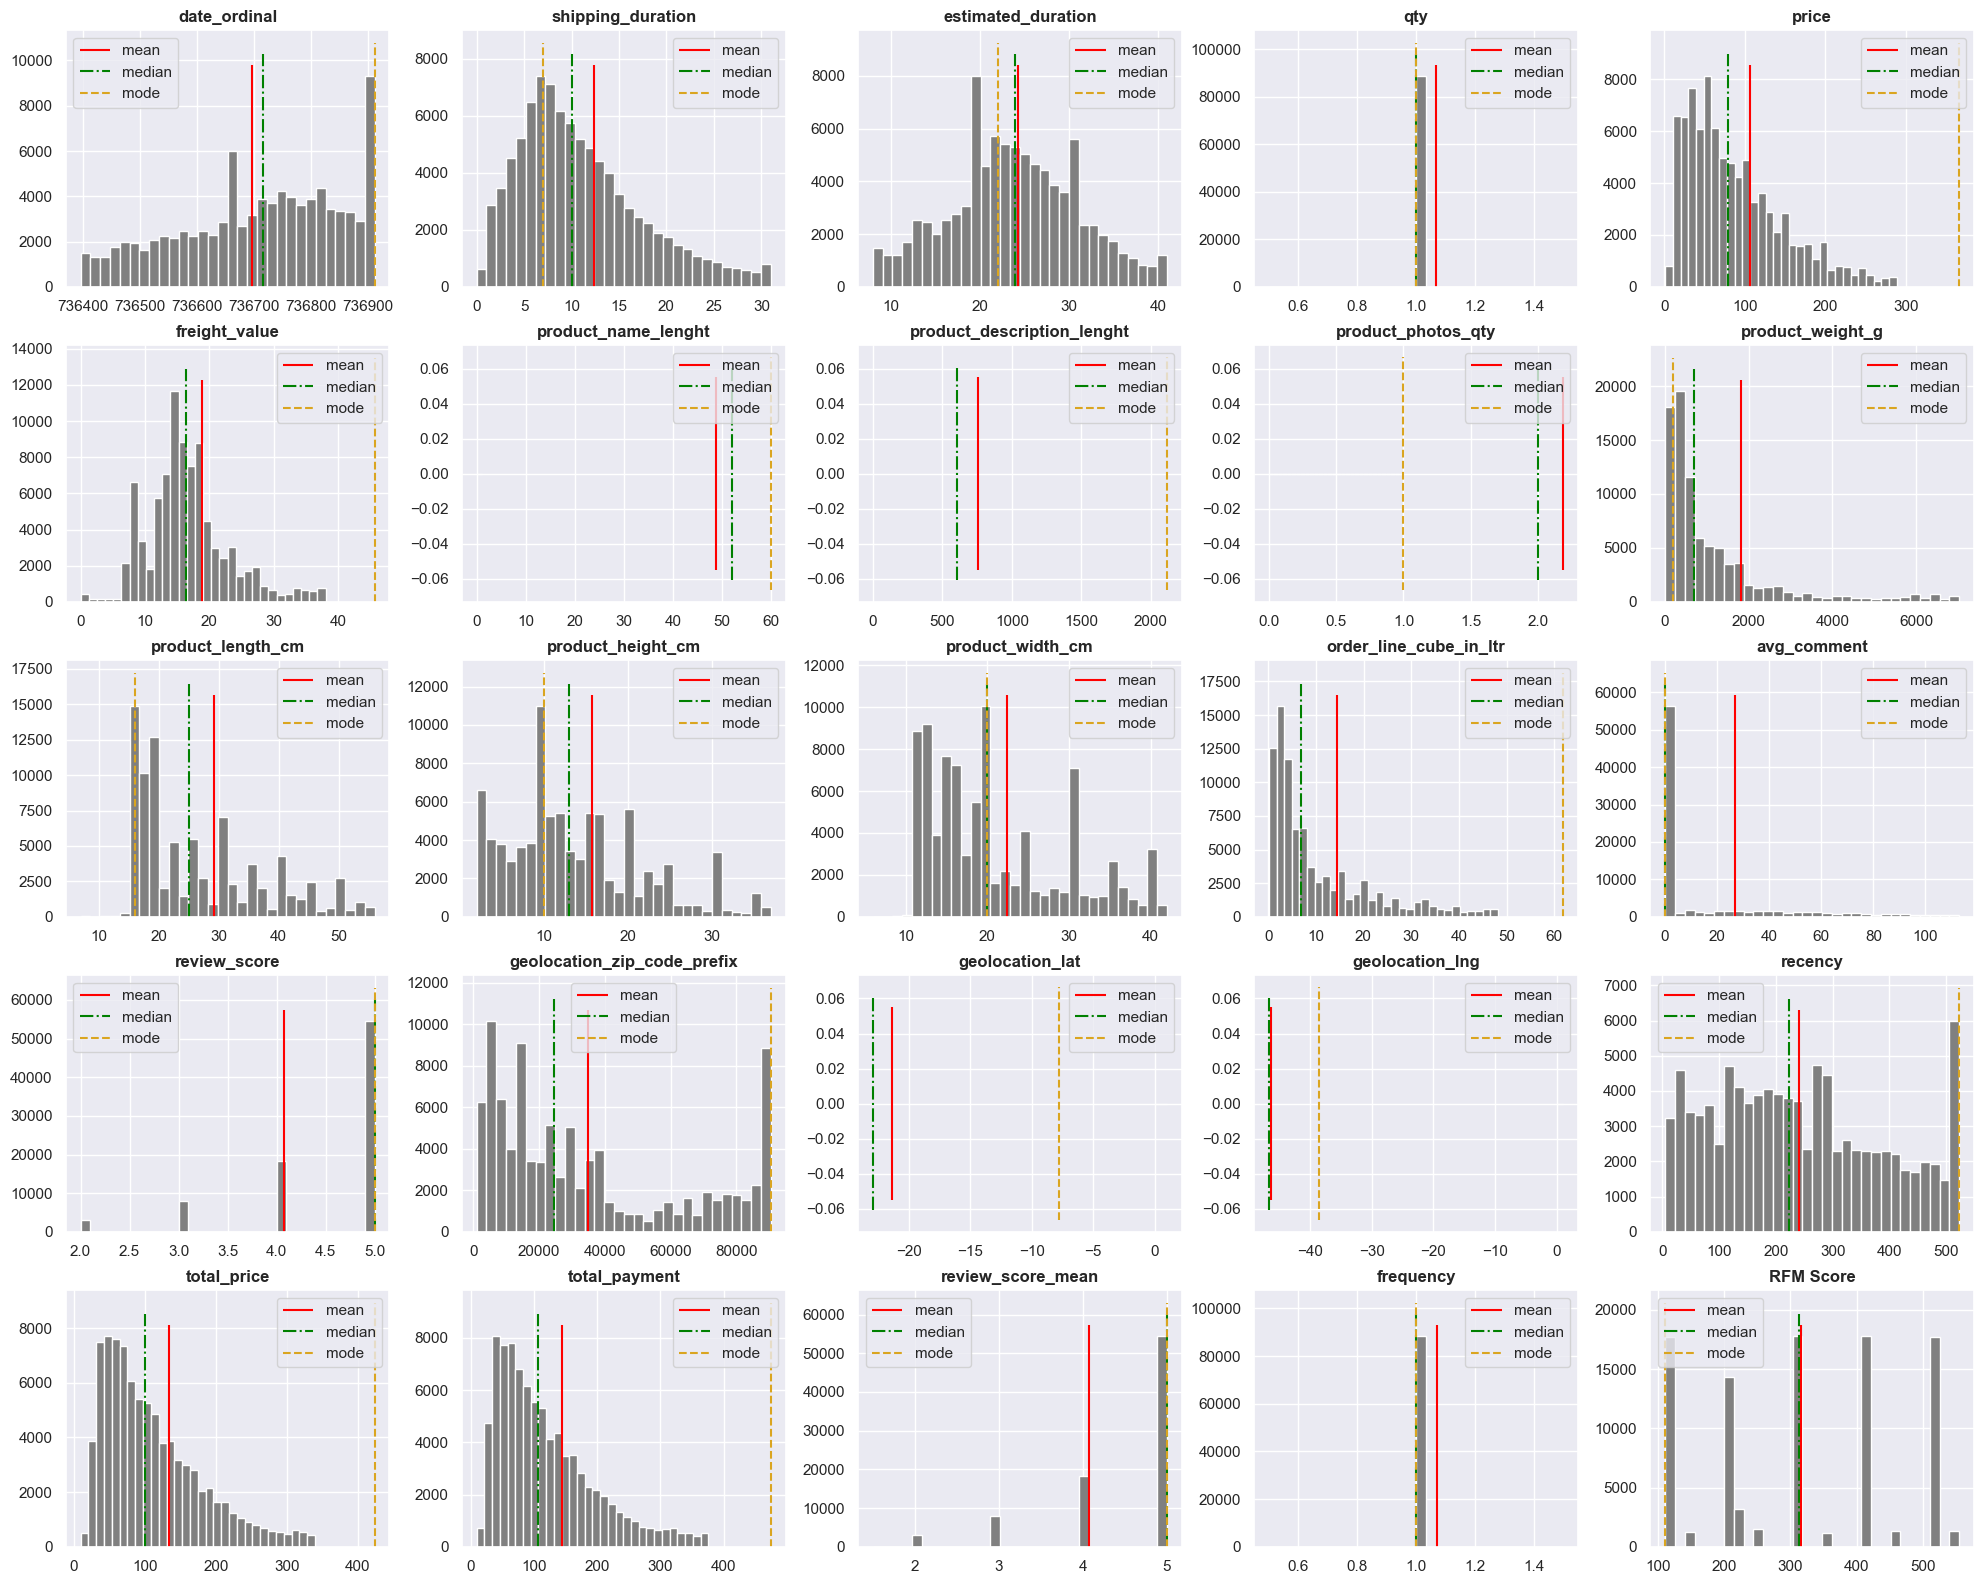 date_ordinal
mean
median
mode
10000
8000
6000
4000
2000
0
736400 736500 736600 736700 736800 736900
shipping_duration
mean
median
mode
8000
7000
6000
5000
4000
3000
2000
1000
0
0 5 10 15 20 25 30
estimated_duration
mean
median
mode
8000
6000
4000
2000
0
10 20 30 40
qty
mean
median
mode
100000
80000
60000
40000
20000
0
0.6 0.8 1.0 1.2 1.4
price
mean
median
mode
8000
6000
4000
2000
0
0 100 200 300
freight_value
mean
median
mode
14000
12000
10000
8000
6000
4000
2000
0
0 10 20 30 40
product_name_lenght
mean
median
mode
0.06
0.04
0.02
0.00
−0.02
−0.04
−0.06
0 10 20 30 40 50 60
product_description_lenght
mean
median
mode
0.06
0.04
0.02
0.00
−0.02
−0.04
−0.06
0 500 1000 1500 2000
product_photos_qty
mean
median
mode
0.06
0.04
0.02
0.00
−0.02
−0.04
−0.06
0.0 0.5 1.0 1.5 2.0
product_weight_g
mean
median
mode
20000
15000
10000
5000
0
0 2000 4000 6000
product_length_cm
mean
median
mode
17500
15000
12500
10000
7500
5000
2500
0
10 20 30 40 50
product_height_cm
mean
median
mode
12000
10000
8000
6000
4000
2000
0
10 20 30
product_width_cm
mean
median
mode
12000
10000
8000
6000
4000
2000
0
10 20 30 40
order_line_cube_in_ltr
mean
median
mode
17500
15000
12500
10000
7500
5000
2500
0
0 10 20 30 40 50 60
avg_comment
mean
median
mode
60000
50000
40000
30000
20000
10000
0
0 20 40 60 80 100
review_score
mean
median
mode
60000
50000
40000
30000
20000
10000
0
2.0 2.5 3.0 3.5 4.0 4.5 5.0
geolocation_zip_code_prefix
mean
median
mode
12000
10000
8000
6000
4000
2000
0
0 20000 40000 60000 80000
geolocation_lat
mean
median
mode
0.06
0.04
0.02
0.00
−0.02
−0.04
−0.06
−20 −15 −10 −5 0
geolocation_lng
mean
median
mode
0.06
0.04
0.02
0.00
−0.02
−0.04
−0.06
−40 −30 −20 −10 0
recency
mean
median
mode
7000
6000
5000
4000
3000
2000
1000
0
0 100 200 300 400 500
total_price
mean
median
mode
8000
6000
4000
2000
0
0 100 200 300 400
total_payment
mean
median
mode
8000
6000
4000
2000
0
0 100 200 300 400
review_score_mean
mean
median
mode
60000
50000
40000
30000
20000
10000
0
2 3 4 5
frequency
mean
median
mode
100000
80000
60000
40000
20000
0
0.6 0.8 1.0 1.2 1.4
RFM Score
mean
median
mode
20000
15000
10000
5000
0
100 200 300 400 500